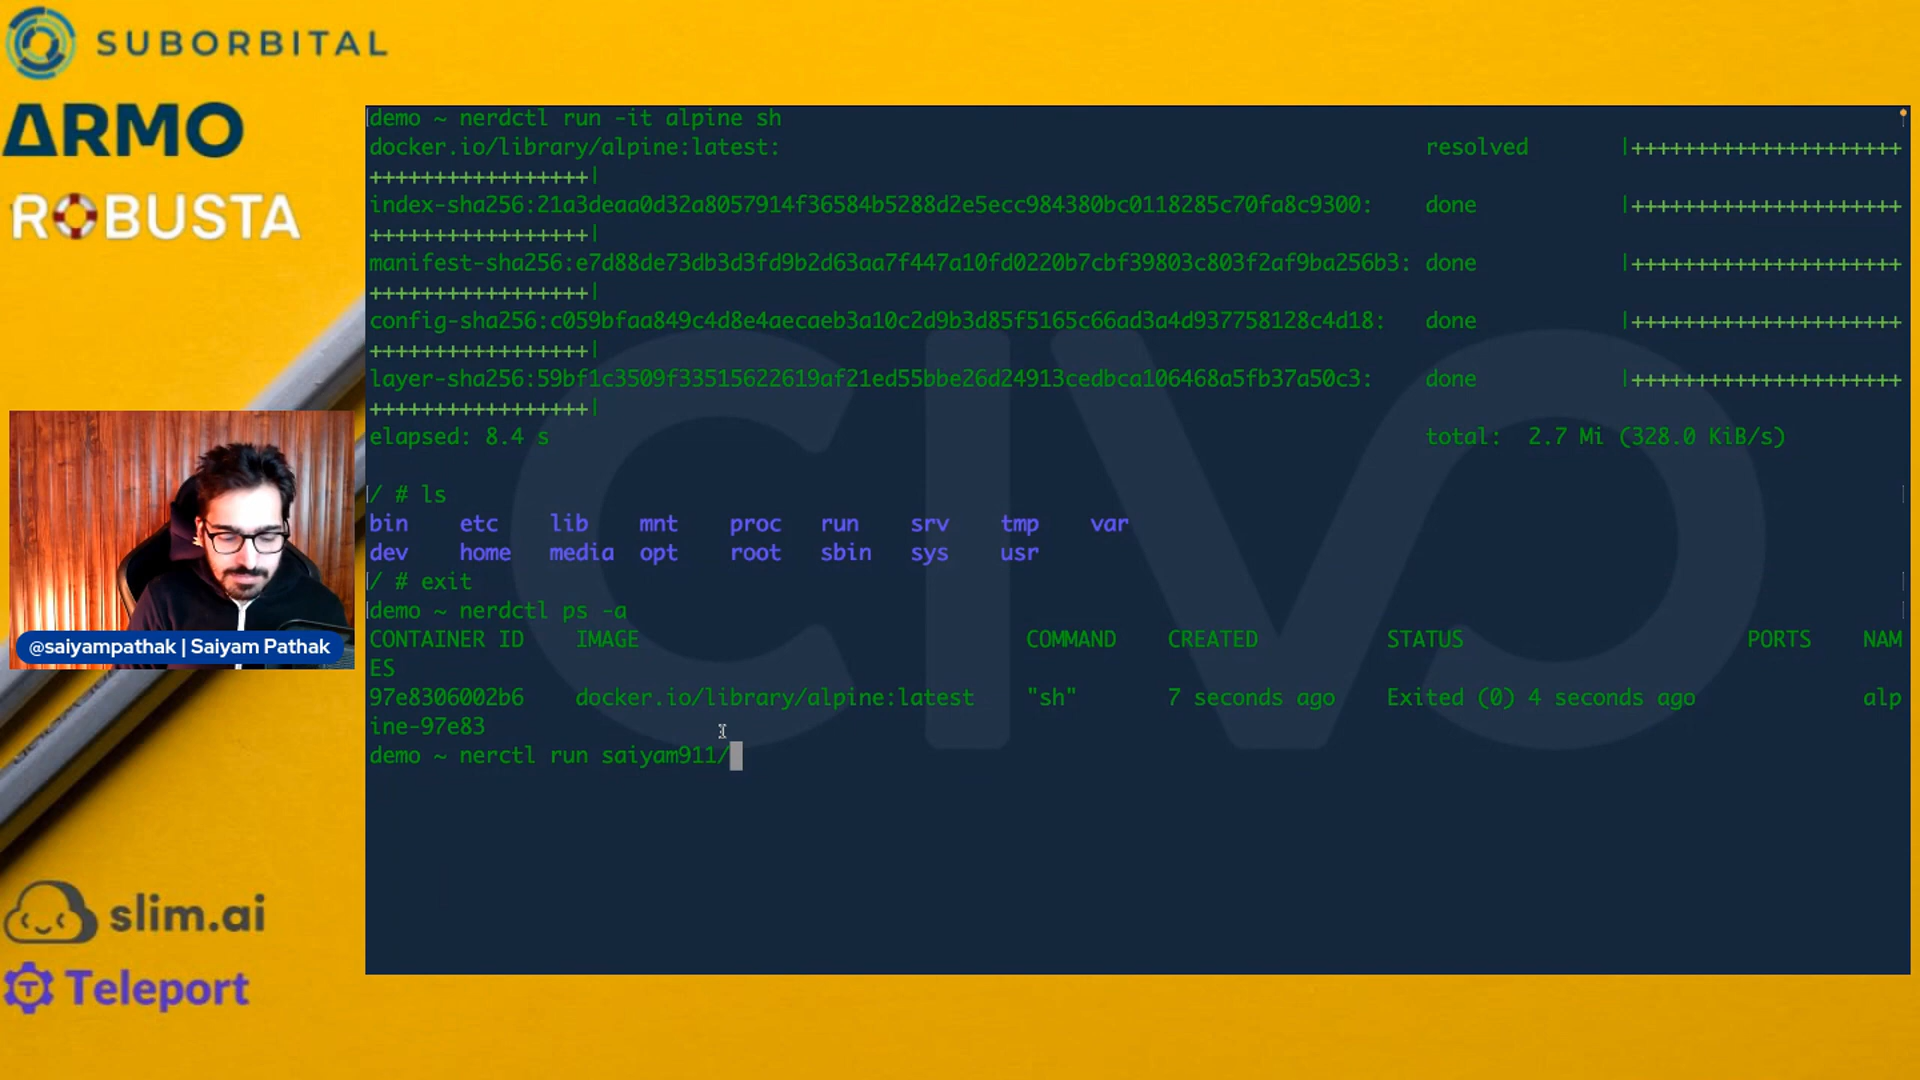 SUBORBITAL
ARMO
ROBUSTA
demo ~ nerdctl run -it alpine sh
docker.io/library/alpine:latest: resolved |+++++++++++++++++++++
+++++++++++++++++|
index-sha256:21a3deaa0d32a8057914f36584b5288d2e5ecc984380bc0118285c70fa8c9300: done |+++++++++++++++++++++
+++++++++++++++++|
manifest-sha256:e7d88de73db3d3fd9b2d63aa7f447a10fd0220b7cbf39803c803f2af9ba256b3: done |+++++++++++++++++++++
+++++++++++++++++|
config-sha256:c059bfaa849c4d8e4aecaeb3a10c2d9b3d85f5165c66ad3a4d937758128c4d18: done |+++++++++++++++++++++
+++++++++++++++++|
layer-sha256:59bf1c3509f33515622619af21ed55bbe26d24913cedbca106468a5fb37a50c3: done |+++++++++++++++++++++
+++++++++++++++++|
elapsed: 8.4 s total: 2.7 Mi (328.0 KiB/s)
/ # ls
bin etc lib mnt proc run srv tmp var
dev home media opt root sbin sys usr
/ # exit
demo ~ nerdctl ps -a
CONTAINER ID IMAGE COMMAND CREATED STATUS PORTS NAM
ES
97e8306002b6 docker.io/library/alpine:latest "sh" 7 seconds ago Exited (0) 4 seconds ago alp
ine-97e83
demo ~ nerctl run saiyam911/
CIVO
@saiyampathak | Saiyam Pathak
slim.ai
Teleport